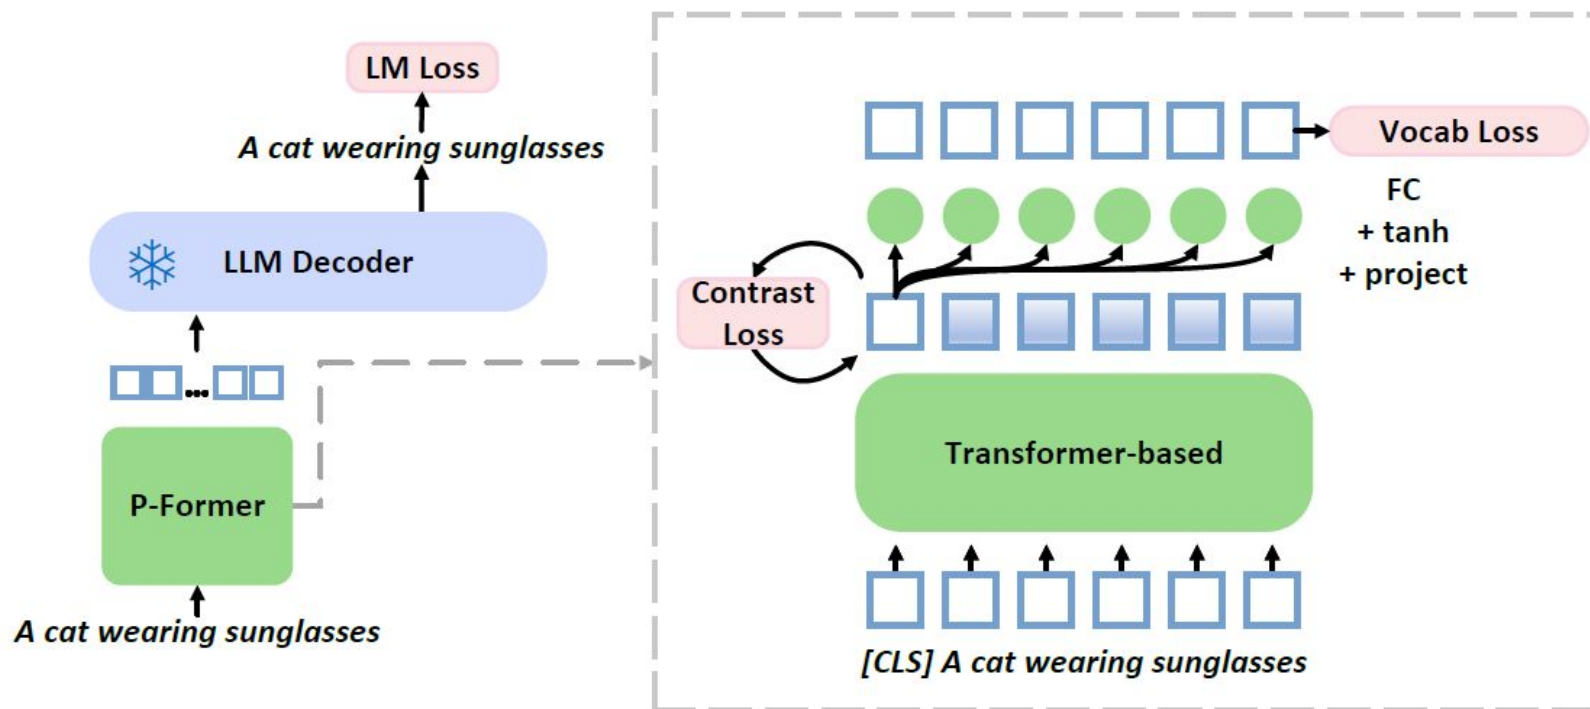 LM Loss
A cat wearing sunglasses
LLM Decoder
...
P-Former
A cat wearing sunglasses
Vocab Loss
FC
+ tanh
+ project
Contrast
Loss
Transformer-based
[CLS] A cat wearing sunglasses